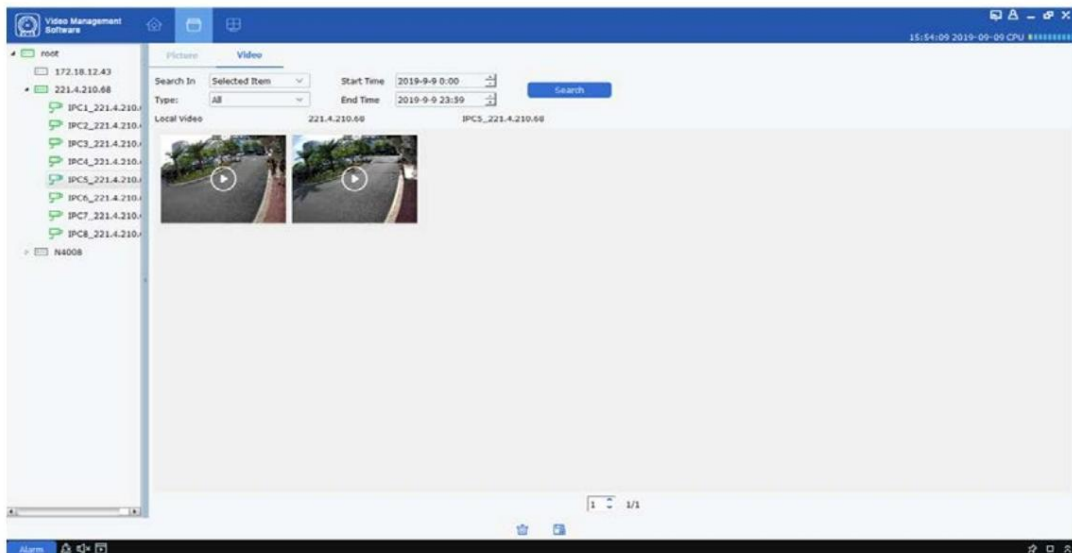 Video Management
Software
15:54:09 2019-09-09 CPU
root
172.18.12.43
221.4.210.68
IPC1_221.4.210.
IPC2_221.4.210.
IPC3_221.4.210.
IPC4_221.4.210.
IPC5_221.4.210.
IPC6_221.4.210.
IPC7_221.4.210.
IPC8_221.4.210.
N4008
Picture Video
Search In Selected Item Start Time 2019-9-9 0:00 Search
Type: All End Time 2019-9-9 23:59
Local Video 221.4.210.68 IPC5_221.4.210.68
1 1/1
Alarm